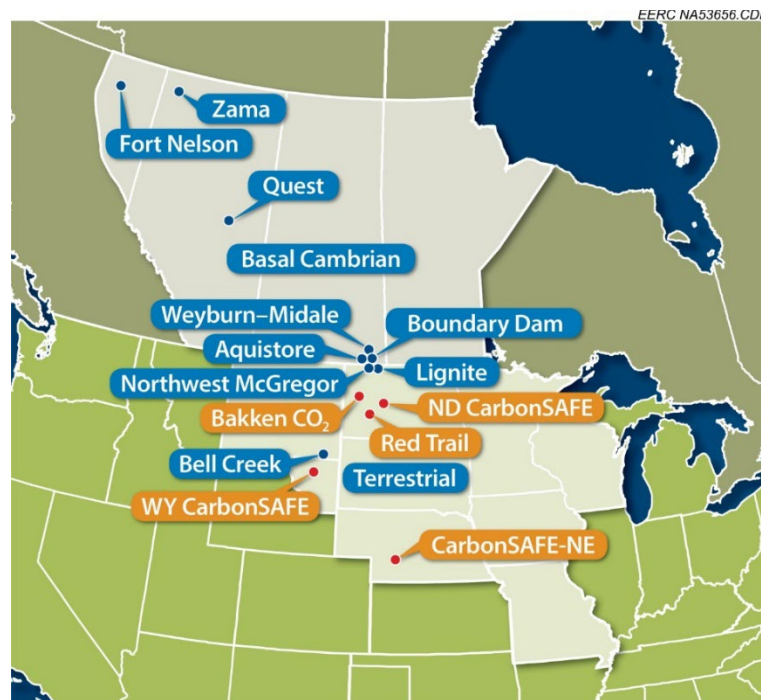 EERC NA53656.CD
Zama
Fort Nelson
Quest
Basal Cambrian
Weyburn–Midale
Boundary Dam
Aquistore
Northwest McGregor
Lignite
Bakken CO₂
ND CarbonSAFE
Red Trail
Bell Creek
Terrestrial
WY CarbonSAFE
CarbonSAFE-NE